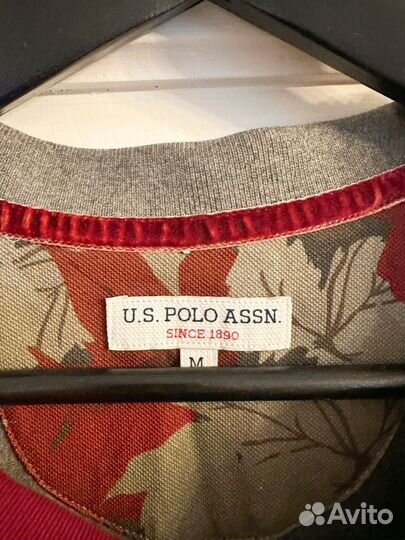 U.S. POLO ASSN.
SINCE 1890
M
Avito